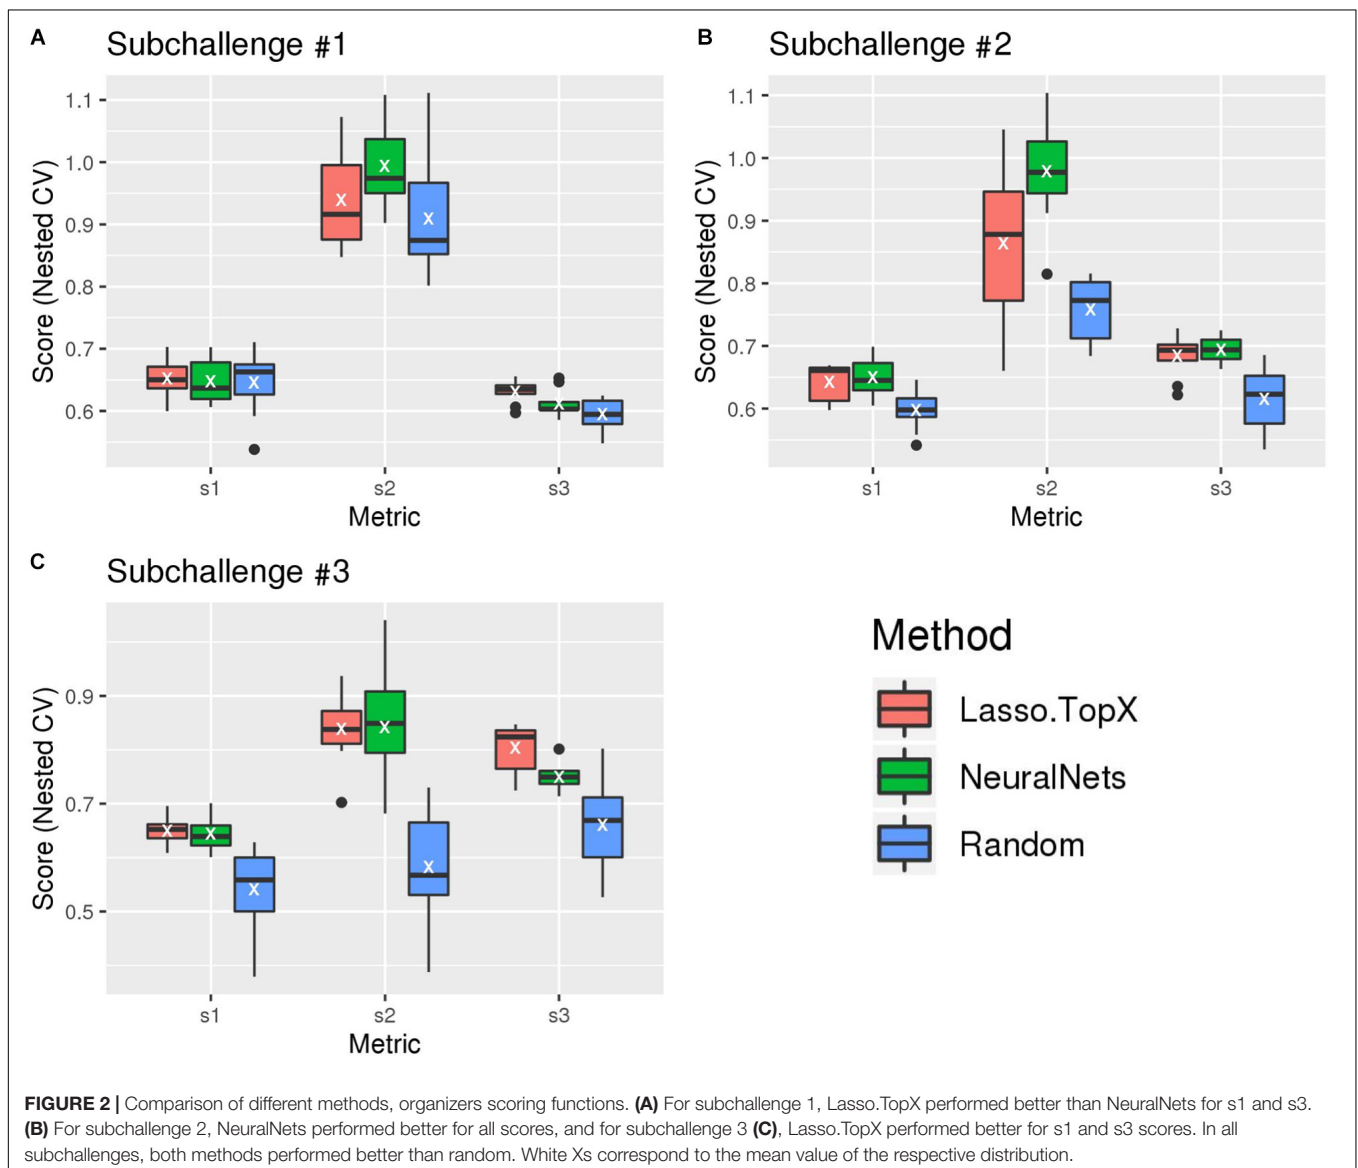 A
Subchallenge #1
Score (Nested CV)
1.1
1.0
0.9
0.8
0.7
0.6
s1
s2
s3
Metric
B
Subchallenge #2
Score (Nested CV)
1.1
1.0
0.9
0.8
0.7
0.6
s1
s2
s3
Metric
C
Subchallenge #3
Score (Nested CV)
0.9
0.7
0.5
s1
s2
s3
Metric
Method
Lasso.TopX
NeuralNets
Random
FIGURE 2 | Comparison of different methods, organizers scoring functions. (A) For subchallenge 1, Lasso.TopX performed better than NeuralNets for s1 and s3.
(B) For subchallenge 2, NeuralNets performed better for all scores, and for subchallenge 3 (C), Lasso.TopX performed better for s1 and s3 scores. In all
subchallenges, both methods performed better than random. White Xs correspond to the mean value of the respective distribution.